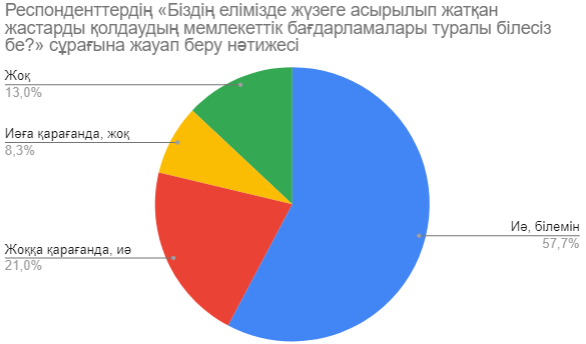 Респонденттердің «Біздің елімізде жүзеге асырылып жатқан
жастарды қолдаудың мемлекеттік бағдарламалары туралы білесіз
бе?» сұрағына жауап беру нәтижесі
Жоқ
13,0%
Иәға қарағанда, жоқ
8,3%
Жоққа қарағанда, иә
21,0%
Иә, білемін
57,7%